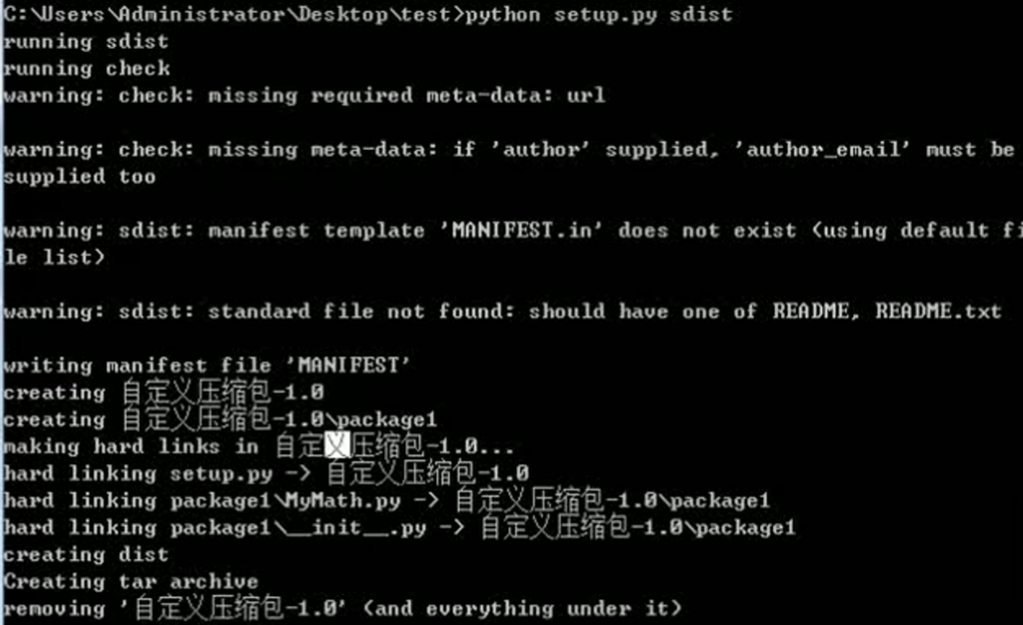 C:\Users\Administrator\Desktop\test>python setup.py sdist
running sdist
running check
warning: check: missing required meta-data: url
warning: check: missing meta-data: if 'author' supplied, 'author_email' must be
supplied too
warning: sdist: manifest template 'MANIFEST.in' does not exist (using default fi
le list)
warning: sdist: standard file not found: should have one of README, README.txt
writing manifest file 'MANIFEST'
creating 自定义压缩包-1.0
creating 自定义压缩包-1.0\package1
making hard links in 自定义压缩包-1.0...
hard linking setup.py -> 自定义压缩包-1.0
hard linking package1\MyMath.py -> 自定义压缩包-1.0\package1
hard linking package1\__init__.py -> 自定义压缩包-1.0\package1
creating dist
Creating tar archive
removing '自定义压缩包-1.0' (and everything under it)